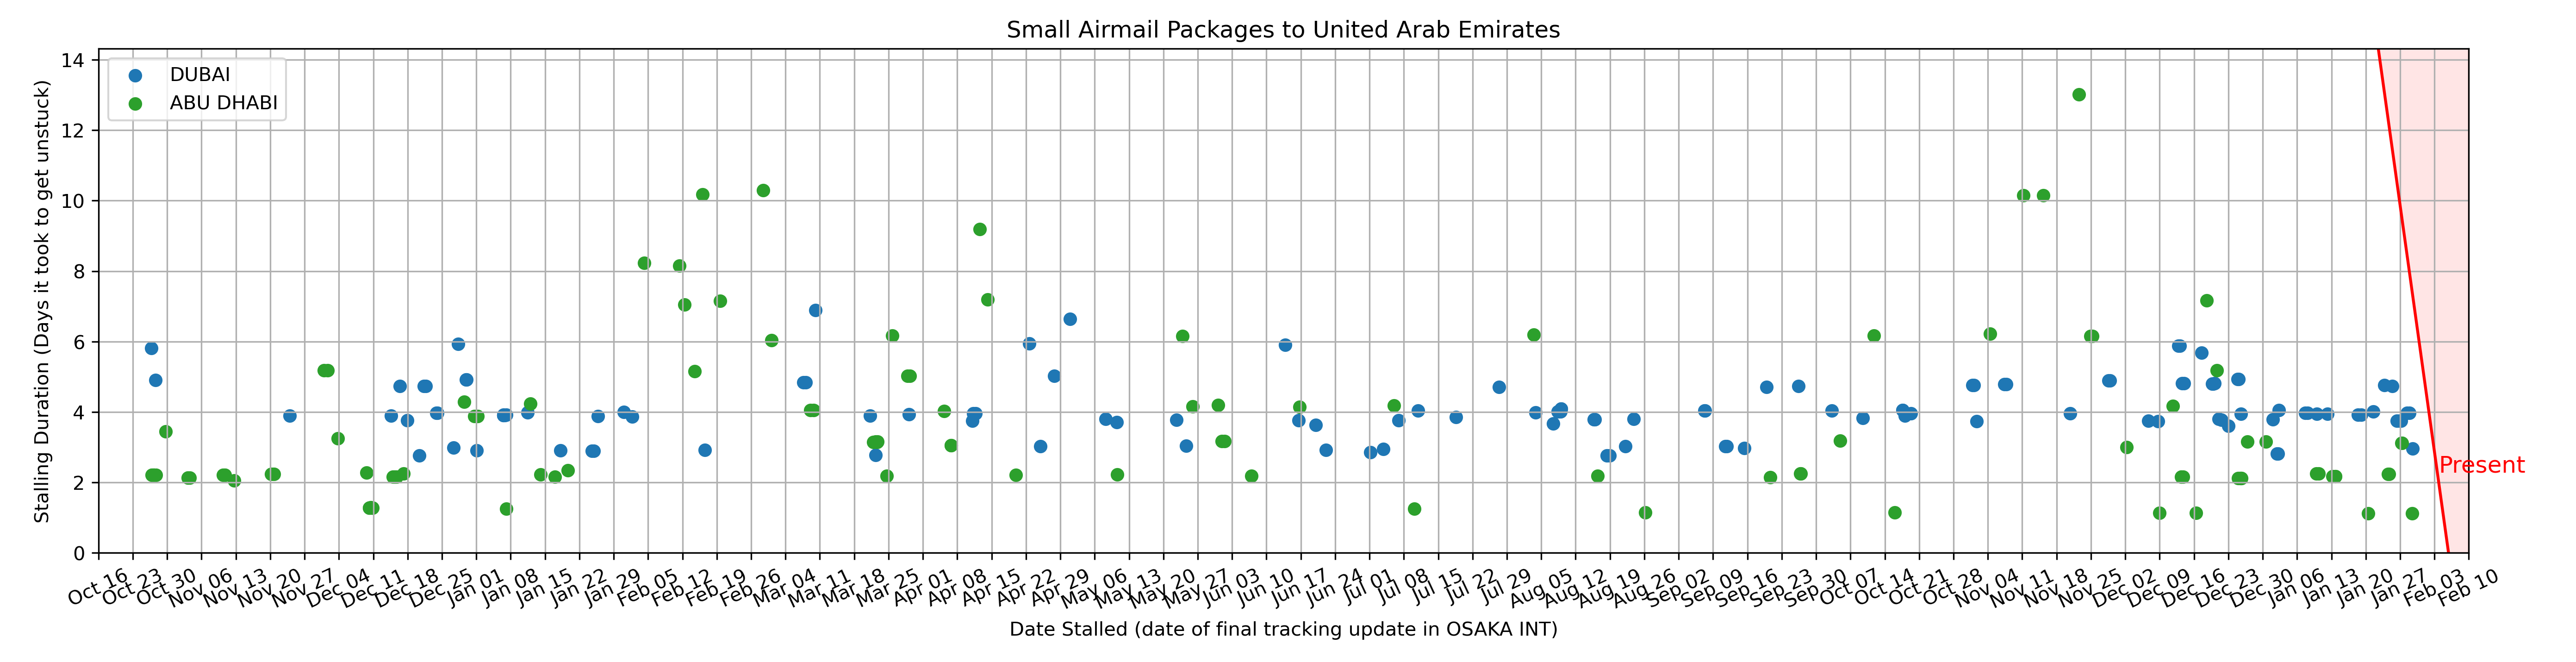 Small Airmail Packages to United Arab Emirates
DUBAI
ABU DHABI
Stalling Duration (Days it took to get unstuck)
14
12
10
8
6
4
2
0
Present
Oct 16
Oct 23
Oct 30
Nov 06
Nov 13
Nov 20
Nov 27
Dec 04
Dec 11
Dec 18
Dec 25
Jan 01
Jan 08
Jan 15
Jan 22
Jan 29
Feb 05
Feb 12
Feb 19
Feb 26
Mar 04
Mar 11
Mar 18
Mar 25
Apr 01
Apr 08
Apr 15
Apr 22
Apr 29
May 06
May 13
May 20
May 27
Jun 03
Jun 10
Jun 17
Jun 24
Jul 01
Jul 08
Jul 15
Jul 22
Jul 29
Aug 05
Aug 12
Aug 19
Aug 26
Sep 02
Sep 09
Sep 16
Sep 23
Sep 30
Oct 07
Oct 14
Oct 21
Oct 28
Nov 04
Nov 11
Nov 18
Nov 25
Dec 02
Dec 09
Dec 16
Dec 23
Dec 30
Jan 06
Jan 13
Jan 20
Jan 27
Feb 03
Feb 10
Date Stalled (date of final tracking update in OSAKA INT)